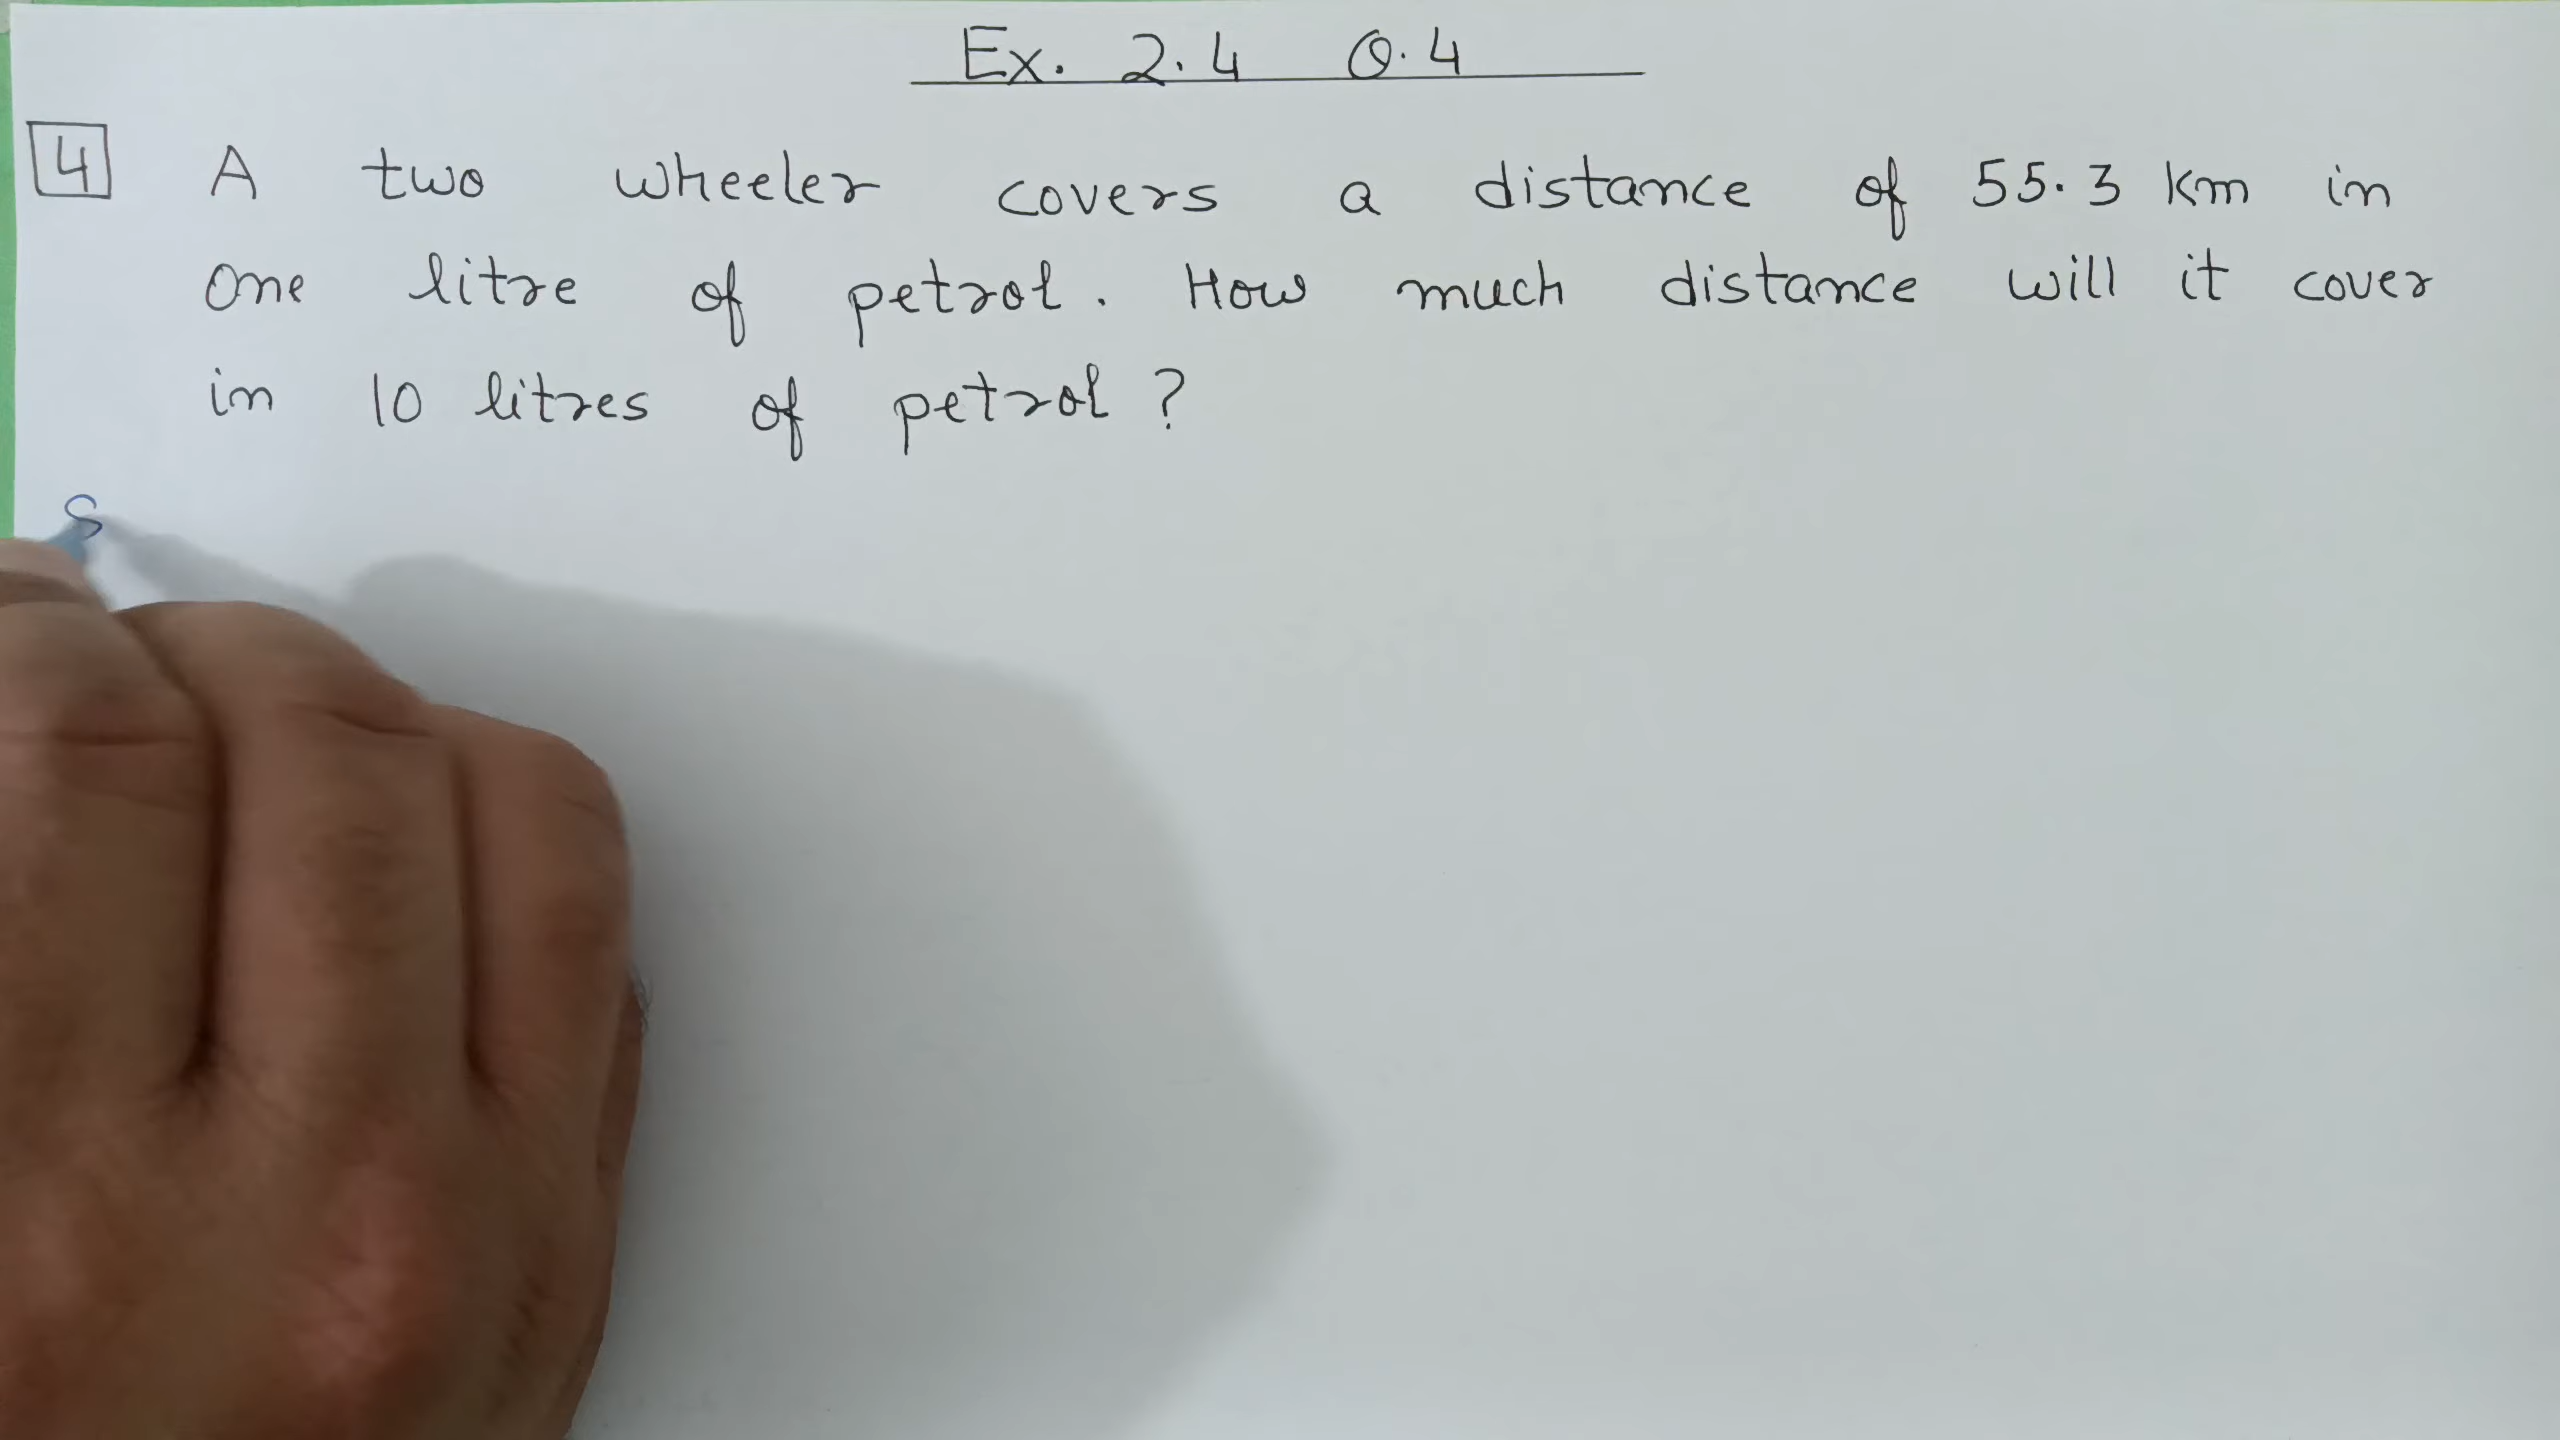 Ex. 2.4 Q.4
4 A two wheeler covers a distance of 55.3 km in
one litre of petrol. How much distance will it cover
in 10 litres of petrol ?
S